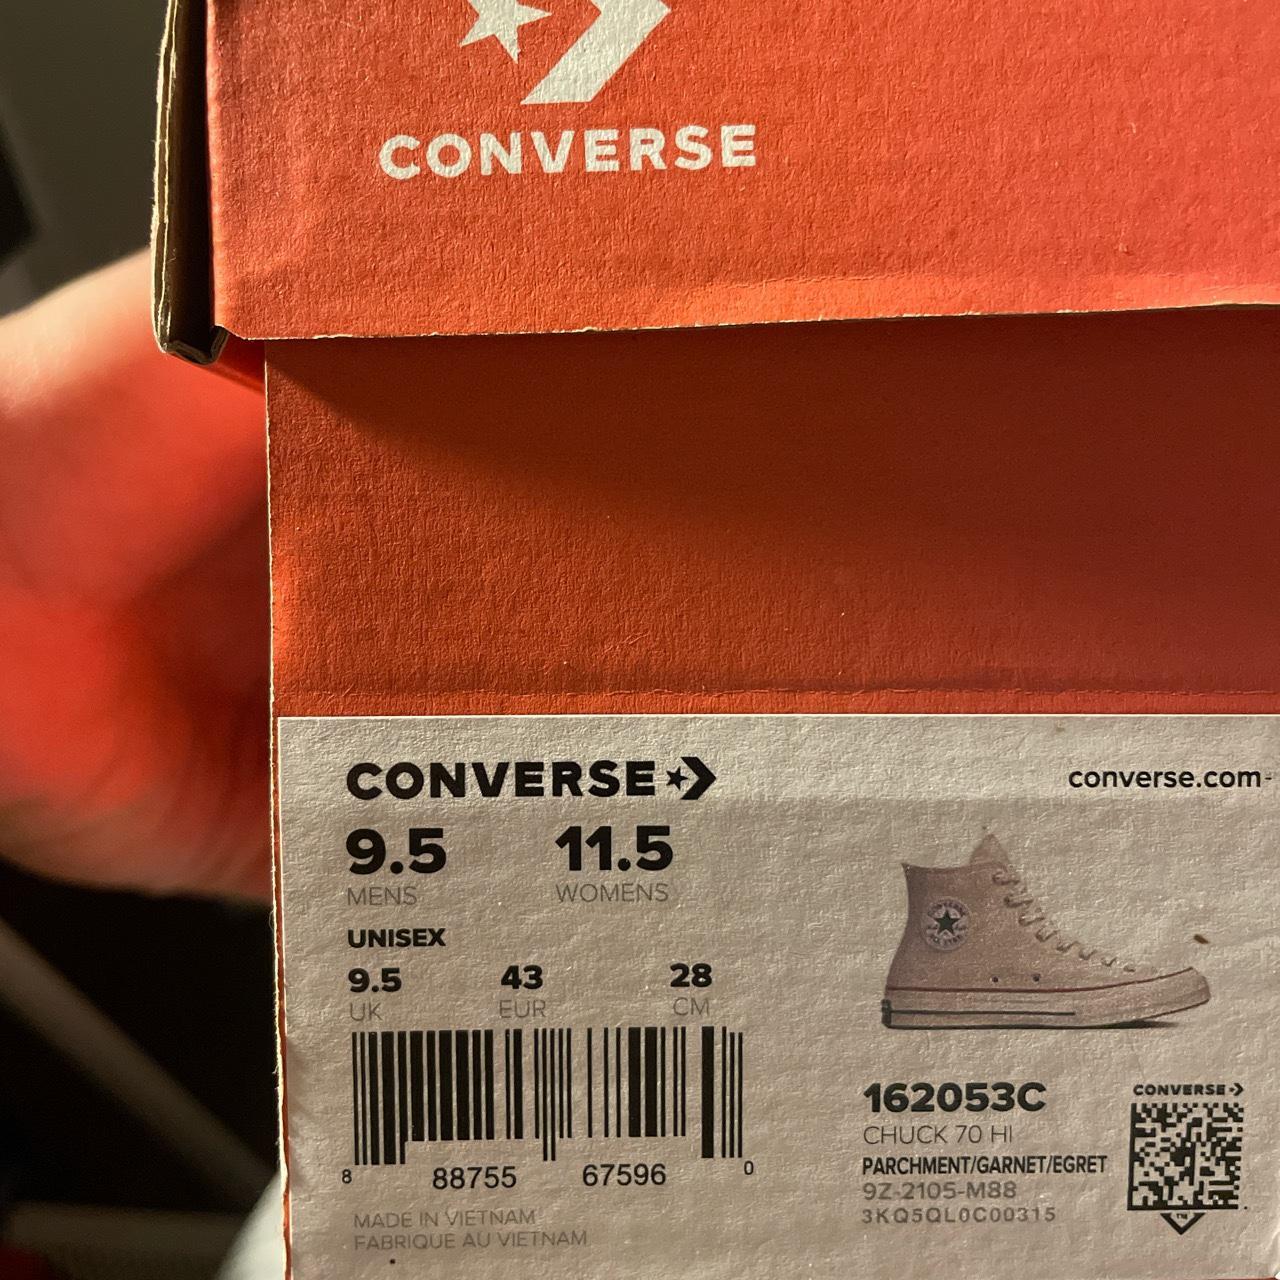 CONVERSE
CONVERSE
converse.com
9.5 11.5
MENS WOMENS
UNISEX
9.5 43 28
UK EUR CM
8 88755 67596 0
MADE IN VIETNAM
FABRIQUE AU VIETNAM
162053C
CHUCK 70 HI
PARCHMENT/GARNET/EGRET
9Z-2105-M88
3KQ5QL0C00315
CONVERSE
TM